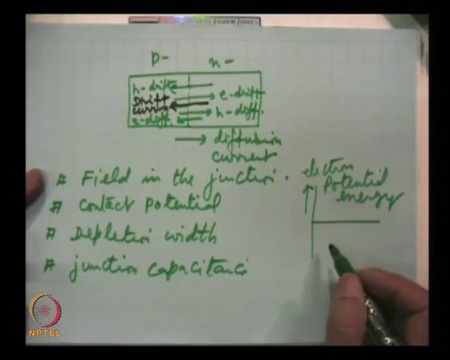 p- n-
h-drift
Drift e-drift
current h-diff.
e-diff.
diffusion
current
# Field in the junction.
# Contact potential
# Depletion width
# junction capacitanci
electron
potential
energy
NPTEL